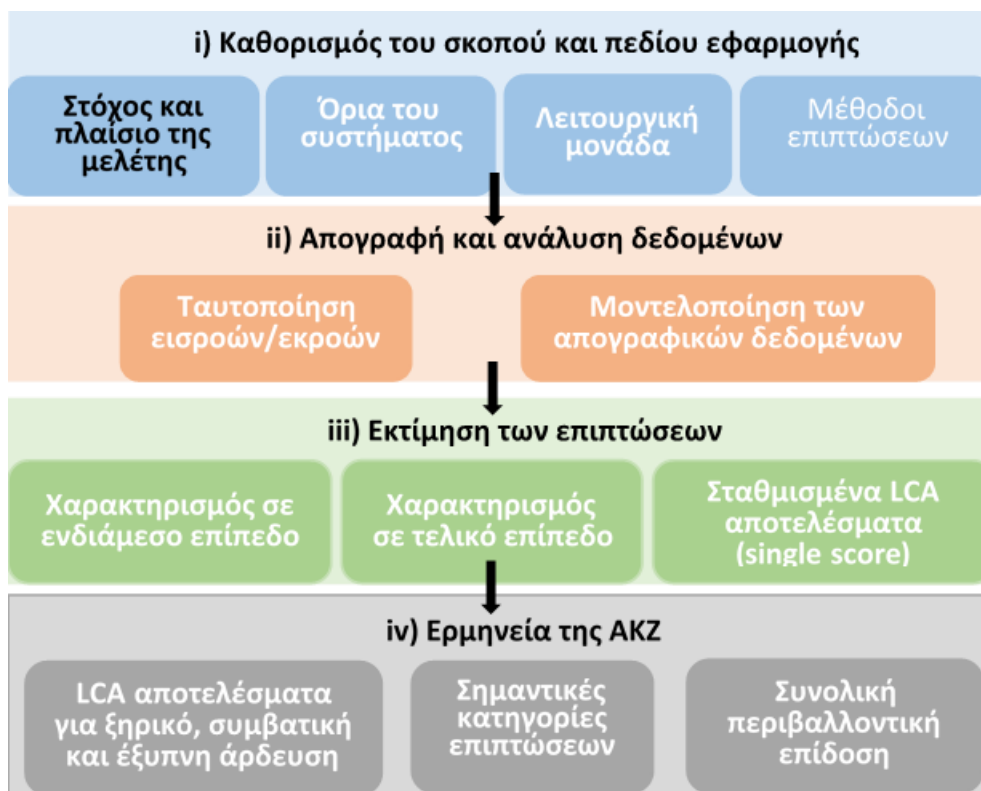 i) Καθορισμός του σκοπού και πεδίου εφαρμογής
Στόχος και
πλαίσιο της
μελέτης
Όρια του
συστήματος
Λειτουργική
μονάδα
Μέθοδοι
επιπτώσεων
ii) Απογραφή και ανάλυση δεδομένων
Ταυτοποίηση
εισροών/εκροών
Μοντελοποίηση των
απογραφικών δεδομένων
iii) Εκτίμηση των επιπτώσεων
Χαρακτηρισμός σε
ενδιάμεσο επίπεδο
Χαρακτηρισμός
σε τελικό επίπεδο
Σταθμισμένα LCA
αποτελέσματα
(single score)
iv) Ερμηνεία της ΑΚΖ
LCA αποτελέσματα
για ξηρικό, συμβατική
και έξυπνη άρδευση
Σημαντικές
κατηγορίες
επιπτώσεων
Συνολική
περιβαλλοντική
επίδοση